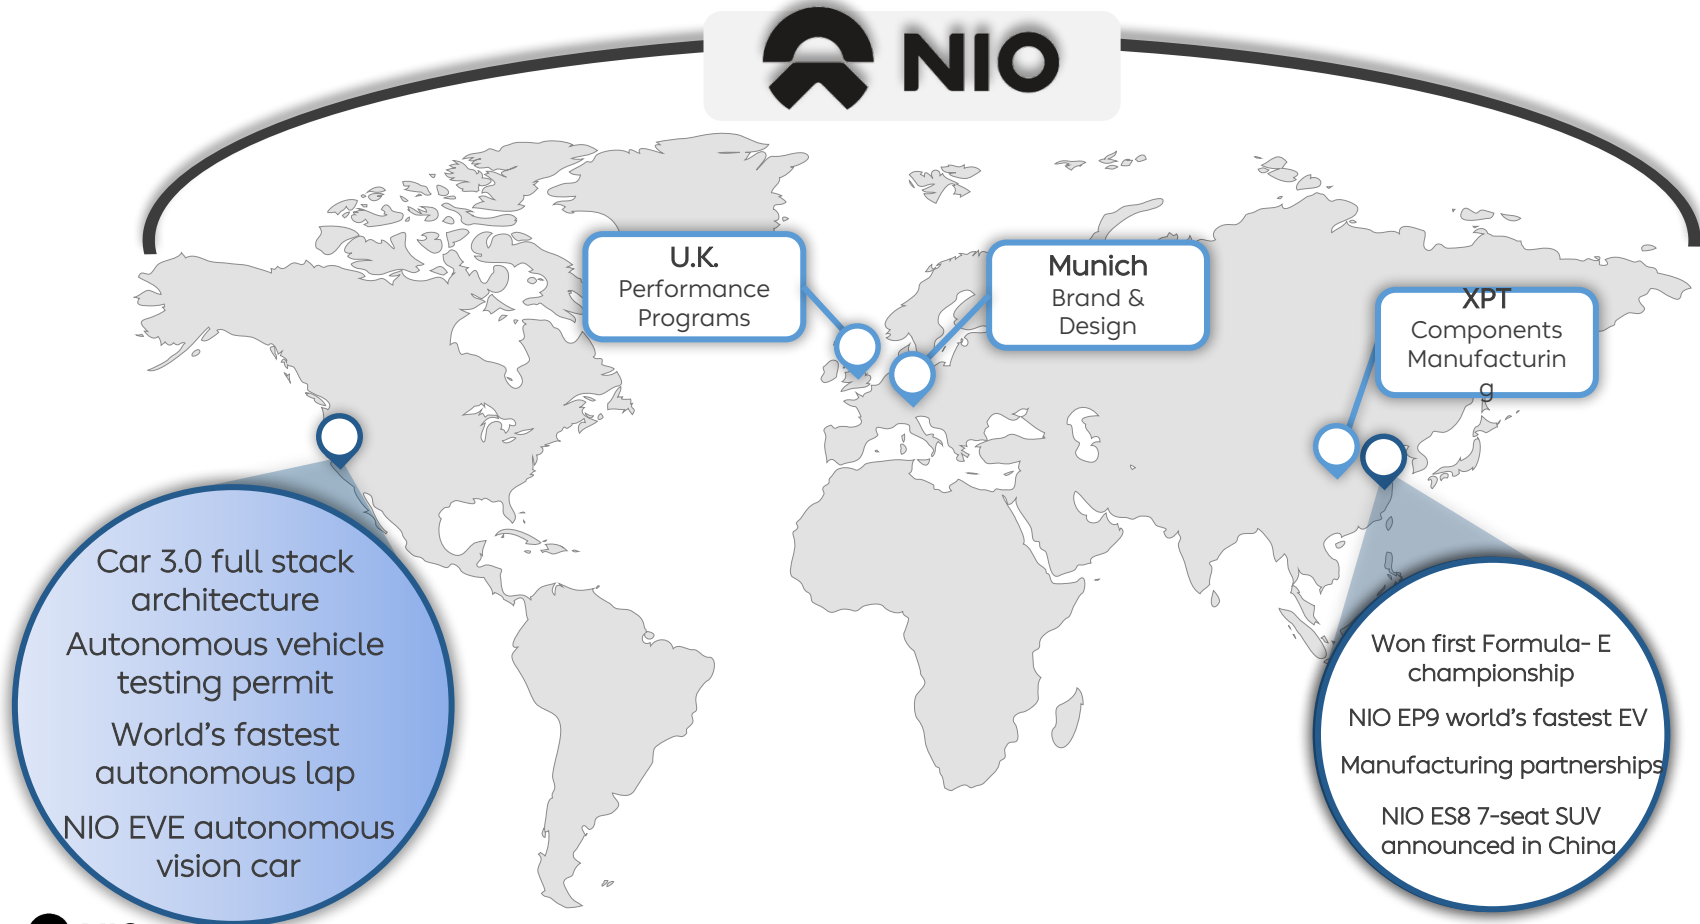 NIO
U.K.
Performance
Programs
Munich
Brand &
Design
XPT
Components
Manufacturin
g
Car 3.0 full stack
architecture
Autonomous vehicle
testing permit
World’s fastest
autonomous lap
NIO EVE autonomous
vision car
Won first Formula- E
championship
NIO EP9 world’s fastest EV
Manufacturing partnerships
NIO ES8 7-seat SUV
announced in China